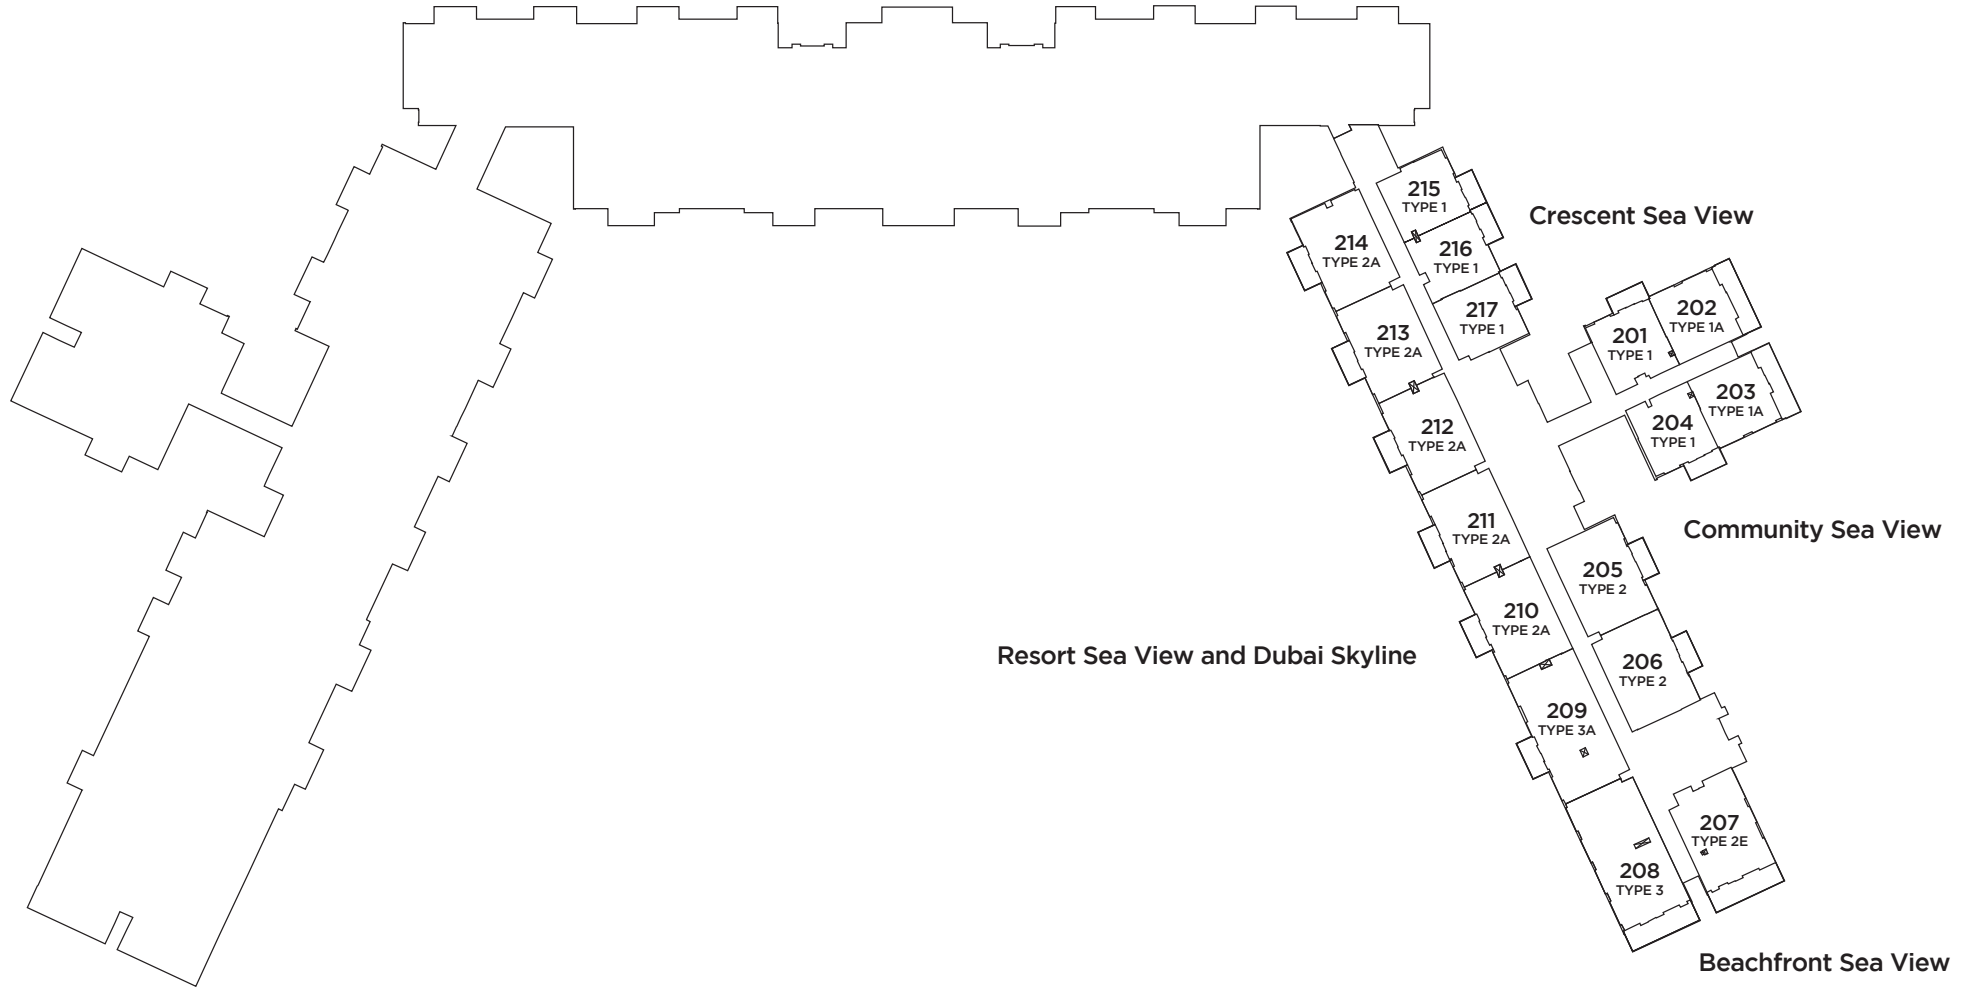 215
TYPE 1
Crescent Sea View
214
TYPE 2A
216
TYPE 1
217
TYPE 1
202
TYPE 1A
213
TYPE 2A
201
TYPE 1
203
TYPE 1A
212
TYPE 2A
204
TYPE 1
211
TYPE 2A
Community Sea View
205
TYPE 2
210
TYPE 2A
Resort Sea View and Dubai Skyline
206
TYPE 2
209
TYPE 3A
207
TYPE 2E
208
TYPE 3
Beachfront Sea View